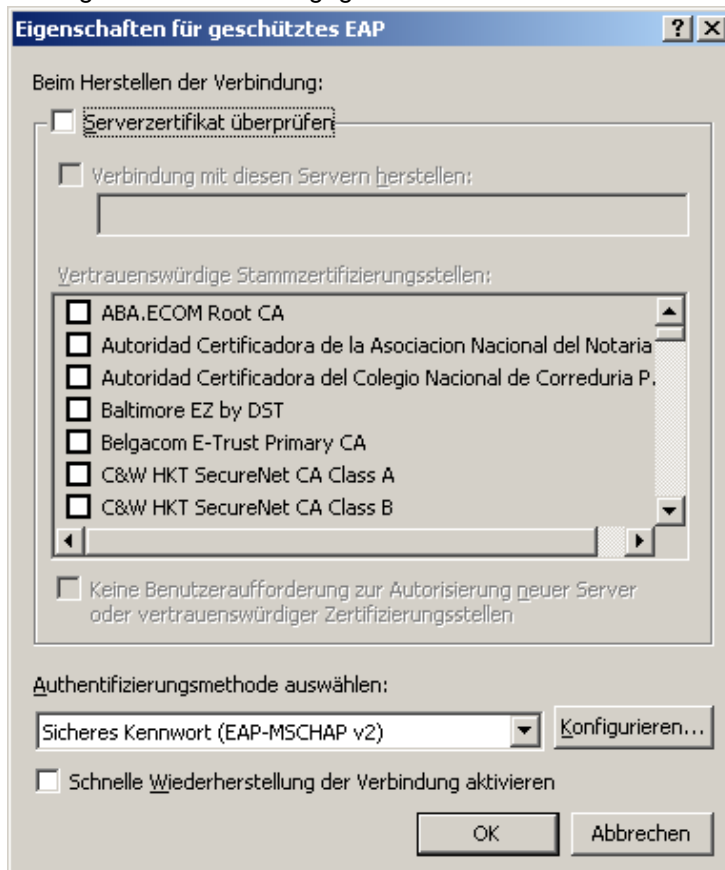 Eigenschaften für geschütztes EAP
Beim Herstellen der Verbindung:
Serverzertifikat überprüfen
Verbindung mit diesen Servern herstellen:
Vertrauenswürdige Stammzertifizierungsstellen:
ABA.ECOM Root CA
Autoridad Certificadora de la Asociacion Nacional del Notaria
Autoridad Certificadora del Colegio Nacional de Correduria P.
Baltimore EZ by DST
Belgacom E-Trust Primary CA
C&W HKT SecureNet CA Class A
C&W HKT SecureNet CA Class B
Keine Benutzeraufforderung zur Autorisierung neuer Server
oder vertrauenswürdiger Zertifizierungsstellen
Authentifizierungsmethode auswählen:
Sicheres Kennwort (EAP-MSCHAP v2) Konfigurieren...
Schnelle Wiederherstellung der Verbindung aktivieren
OK Abbrechen